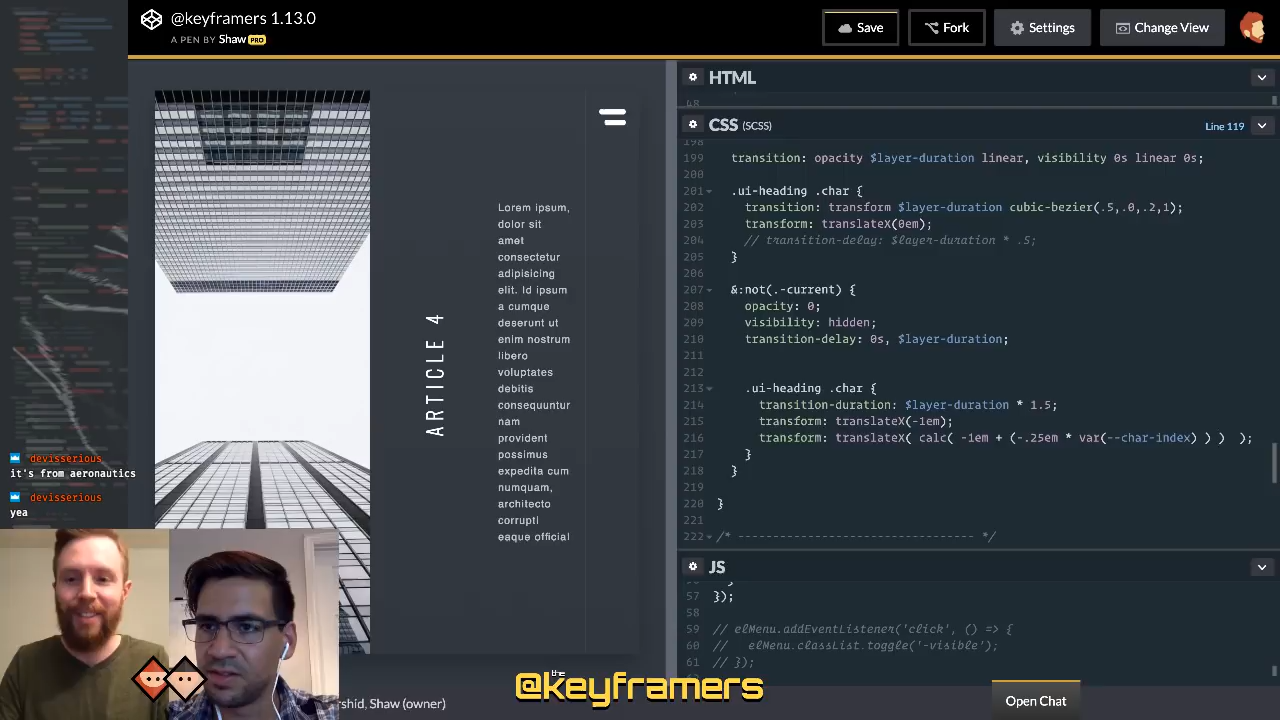 @keyframers 1.13.0
A PEN BY Shaw PRO
Save
Fork
Settings
Change View
HTML
48
CSS (SCSS)
Line 119
198
199 transition: opacity $layer-duration linear, visibility 0s linear 0s;
200
201 .ui-heading .char {
202 transition: transform $layer-duration cubic-bezier(.5,.0,.2,1);
203 transform: translateX(0em);
204 // transition-delay: $layer-duration * .5;
205 }
206
207 &:not(.-current) {
208 opacity: 0;
209 visibility: hidden;
210 transition-delay: 0s, $layer-duration;
211
212
213 .ui-heading .char {
214 transition-duration: $layer-duration * 1.5;
215 transform: translateX(-1em);
216 transform: translateX( calc( -1em + (-.25em * var(--char-index) ) ) );
217 }
218 }
219
220 }
221
222 /* ------------------------------- */
JS
57 });
58
59 // elMenu.addEventListener('click', () => {
60 // elMenu.classList.toggle('-visible');
61 // });
ARTICLE 4
Lorem ipsum,
dolor sit
amet
consectetur
adipisicing
elit. Id ipsum
a cumque
deserunt ut
enim nostrum
libero
voluptates
debitis
consequuntur
nam
provident
possimus
expedita cum
numquam,
architecto
corrupti
eaque official
devisserious
it's from aeronautics
devisserious
yea
rshid, Shaw (owner)
the
@keyframers
Open Chat